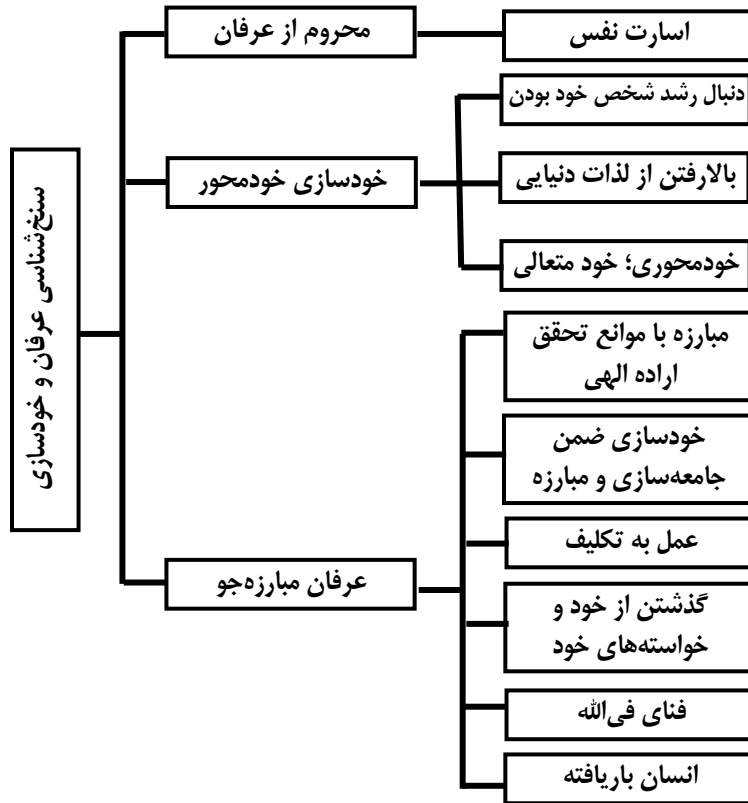 سنخ‌شناسی عرفان و خودسازی
محروم از عرفان
اسارت نفس
خودسازی خودمحور
دنبال رشد شخص خود بودن
بالارفتن از لذات دنیایی
خودمحوری؛ خود متعالی
عرفان مبارزه‌جو
مبارزه با موانع تحقق
اراده الهی
خودسازی ضمن
جامعه‌سازی و مبارزه
عمل به تکلیف
گذشتن از خود و
خواسته‌های خود
فنای فی‌الله
انسان باریافته